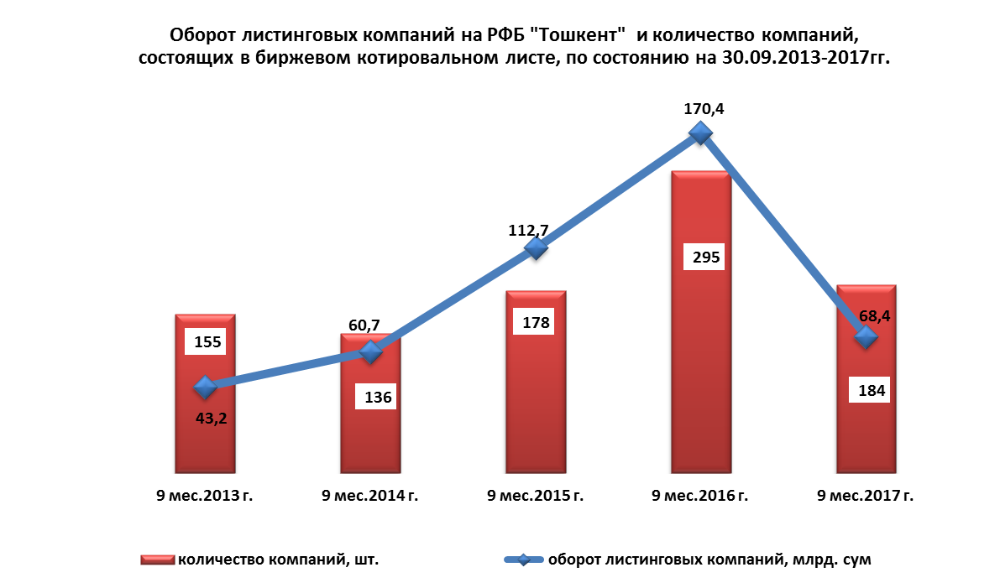 Оборот листинговых компаний на РФБ "Тошкент" и количество компаний,
состоящих в биржевом котировальном листе, по состоянию на 30.09.2013-2017гг.
170,4
112,7
295
60,7
178
68,4
155
136
184
43,2
9 мес.2013 г.
9 мес.2014 г.
9 мес.2015 г.
9 мес.2016 г.
9 мес.2017 г.
количество компаний, шт.
оборот листинговых компаний, млрд. сум